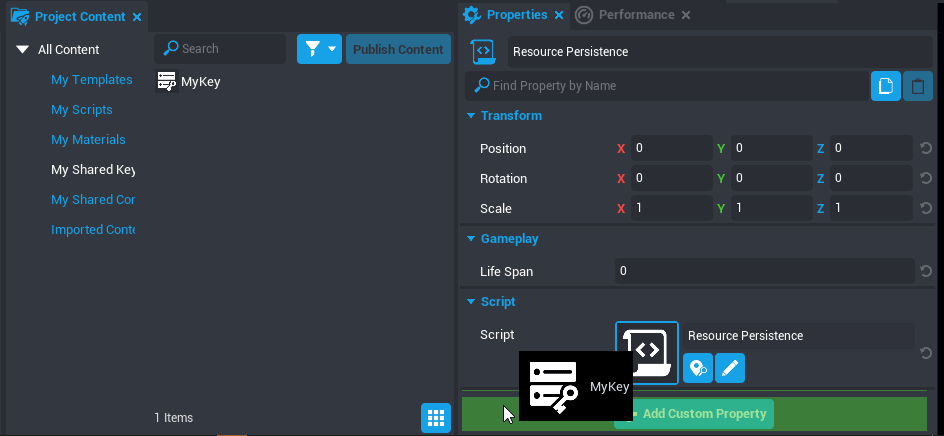 Project Content
All Content
My Templates
My Scripts
My Materials
My Shared Key
My Shared Cor
Imported Conte
Search
Publish Content
MyKey
1 Items
Properties
Performance
Resource Persistence
Find Property by Name
Transform
Position X 0 Y 0 Z 0
Rotation X 0 Y 0 Z 0
Scale X 1 Y 1 Z 1
Gameplay
Life Span 0
Script
Script
Resource Persistence
MyKey
Add Custom Property